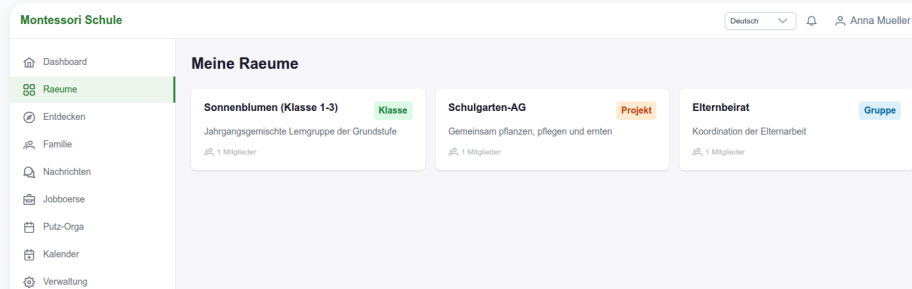 Montessori Schule
Deutsch
Anna Mueller
Dashboard
Raeume
Entdecken
Familie
Nachrichten
Jobboerse
Putz-Orga
Kalender
Verwaltung
Meine Raeume
Sonnenblumen (Klasse 1-3)
Klasse
Jahrgangsgemischte Lerngruppe der Grundstufe
1 Mitglieder
Schulgarten-AG
Projekt
Gemeinsam pflanzen, pflegen und ernten
1 Mitglieder
Elternbeirat
Gruppe
Koordination der Elternarbeit
1 Mitglieder